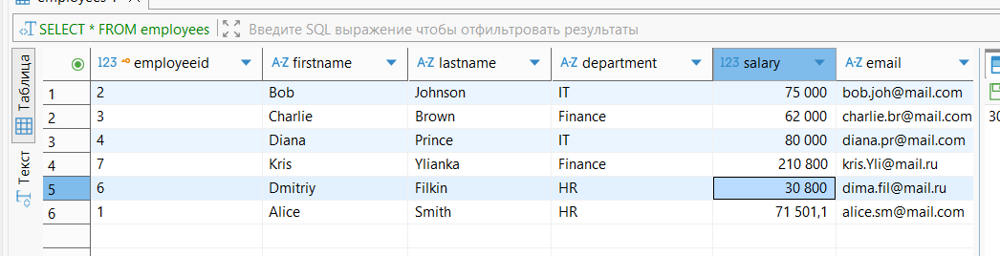 SELECT * FROM employees Введите SQL выражение чтобы отфильтровать результаты
Таблица
Текст
123 employeeid A-Z firstname A-Z lastname A-Z department 123 salary A-Z email
1 2 Bob Johnson IT 75 000 bob.joh@mail.com
2 3 Charlie Brown Finance 62 000 charlie.br@mail.com
3 4 Diana Prince IT 80 000 diana.pr@mail.com
4 7 Kris Ylianka Finance 210 800 kris.Yli@mail.ru
5 6 Dmitriy Filkin HR 30 800 dima.fil@mail.ru
6 1 Alice Smith HR 71 501,1 alice.sm@mail.com